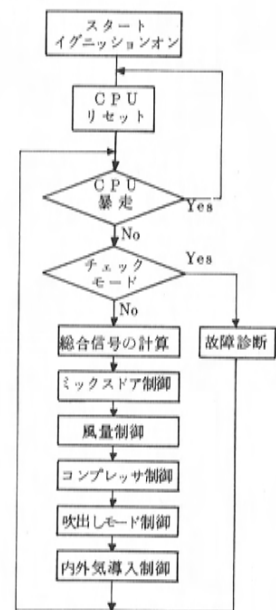 スタート
イグニッションオン
CPU
リセット
CPU
暴走
Yes
No
チェック
モード
Yes
No
総合信号の計算
故障診断
ミックスドア制御
風量制御
コンプレッサ制御
吹出しモード制御
内外気導入制御